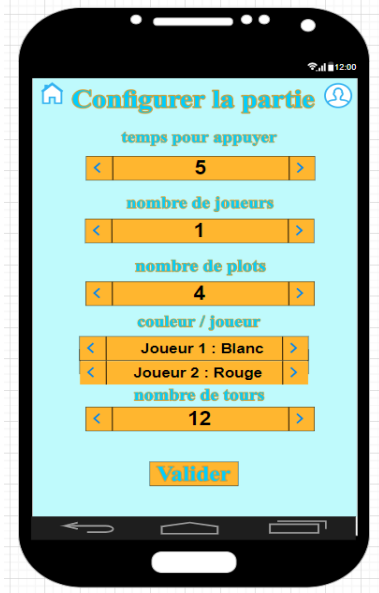 12:00
Configurer la partie
temps pour appuyer
< 5 >
nombre de joueurs
< 1 >
nombre de plots
< 4 >
couleur / joueur
< Joueur 1 : Blanc >
< Joueur 2 : Rouge >
nombre de tours
< 12 >
Valider